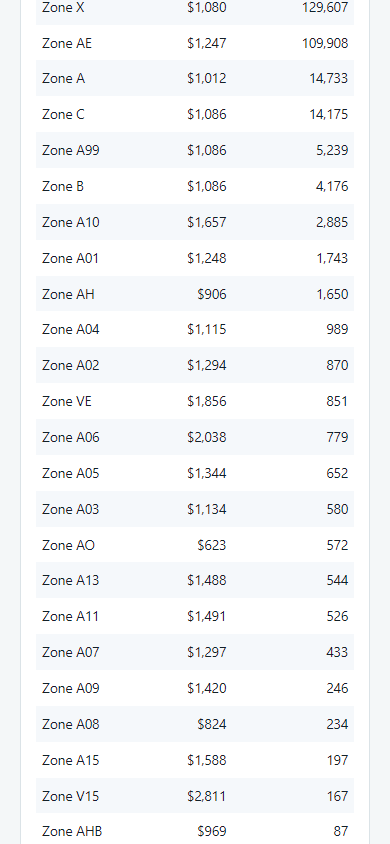 Zone X $1,080 129,607
Zone AE $1,247 109,908
Zone A $1,012 14,733
Zone C $1,086 14,175
Zone A99 $1,086 5,239
Zone B $1,086 4,176
Zone A10 $1,657 2,885
Zone A01 $1,248 1,743
Zone AH $906 1,650
Zone A04 $1,115 989
Zone A02 $1,294 870
Zone VE $1,856 851
Zone A06 $2,038 779
Zone A05 $1,344 652
Zone A03 $1,134 580
Zone AO $623 572
Zone A13 $1,488 544
Zone A11 $1,491 526
Zone A07 $1,297 433
Zone A09 $1,420 246
Zone A08 $824 234
Zone A15 $1,588 197
Zone V15 $2,811 167
Zone AHB $969 87